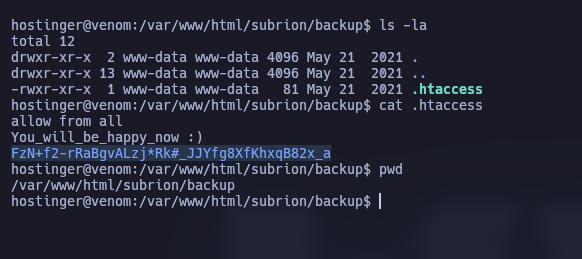 hostinger@venom:/var/www/html/subrion/backup$ ls -la
total 12
drwxr-xr-x  2 www-data www-data 4096 May 21  2021 .
drwxr-xr-x 13 www-data www-data 4096 May 21  2021 ..
-rwxr-xr-x  1 www-data www-data   81 May 21  2021 .htaccess
hostinger@venom:/var/www/html/subrion/backup$ cat .htaccess
allow from all
You_will_be_happy_now :)
FzN+f2-rRaBgvALzj*Rk#_JJYfg8XfKhxqB82x_a
hostinger@venom:/var/www/html/subrion/backup$ pwd
/var/www/html/subrion/backup
hostinger@venom:/var/www/html/subrion/backup$